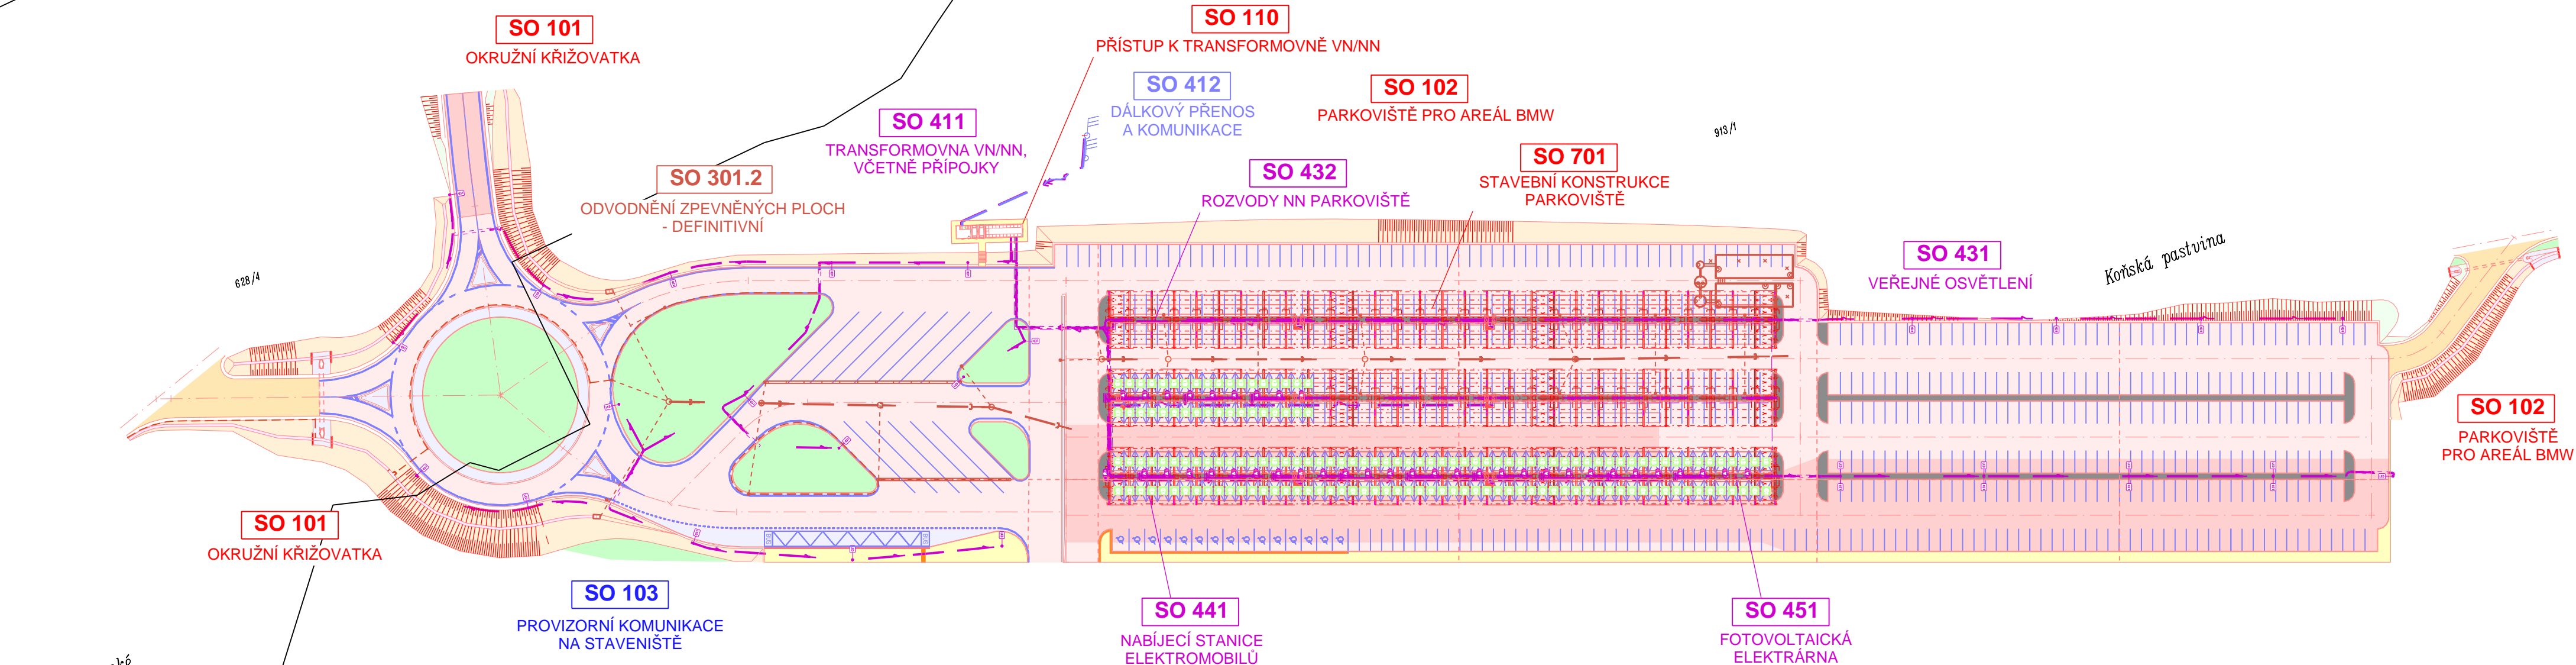 SO 101
OKRUŽNÍ KŘIŽOVATKA
SO 110
PŘÍSTUP K TRANSFORMOVNĚ VN/NN
SO 412
DÁLKOVÝ PŘENOS
A KOMUNIKACE
SO 102
PARKOVIŠTĚ PRO AREÁL BMW
SO 411
TRANSFORMOVNA VN/NN,
VČETNĚ PŘÍPOJKY
913/1
SO 301.2
ODVODNĚNÍ ZPEVNĚNÝCH PLOCH
- DEFINITIVNÍ
SO 432
ROZVODY NN PARKOVIŠTĚ
SO 701
STAVEBNÍ KONSTRUKCE
PARKOVIŠTĚ
628/4
SO 431
VEŘEJNÉ OSVĚTLENÍ
Koňská pastvina
SO 102
PARKOVIŠTĚ
PRO AREÁL BMW
SO 101
OKRUŽNÍ KŘIŽOVATKA
SO 103
PROVIZORNÍ KOMUNIKACE
NA STAVENIŠTĚ
SO 441
NABÍJECÍ STANICE
ELEKTROMOBILŮ
SO 451
FOTOVOLTAICKÁ
ELEKTRÁRNA